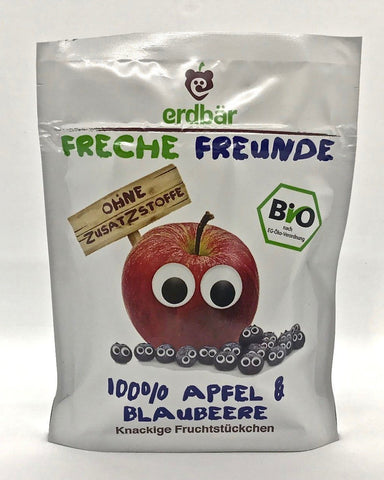 erdbär
FRECHE FREUNDE
OHNE
ZUSATZSTOFFE
Bio
nach
EG-Öko-Verordnung
100% APFEL &
BLAUBEERE
Knackige Fruchtstückchen